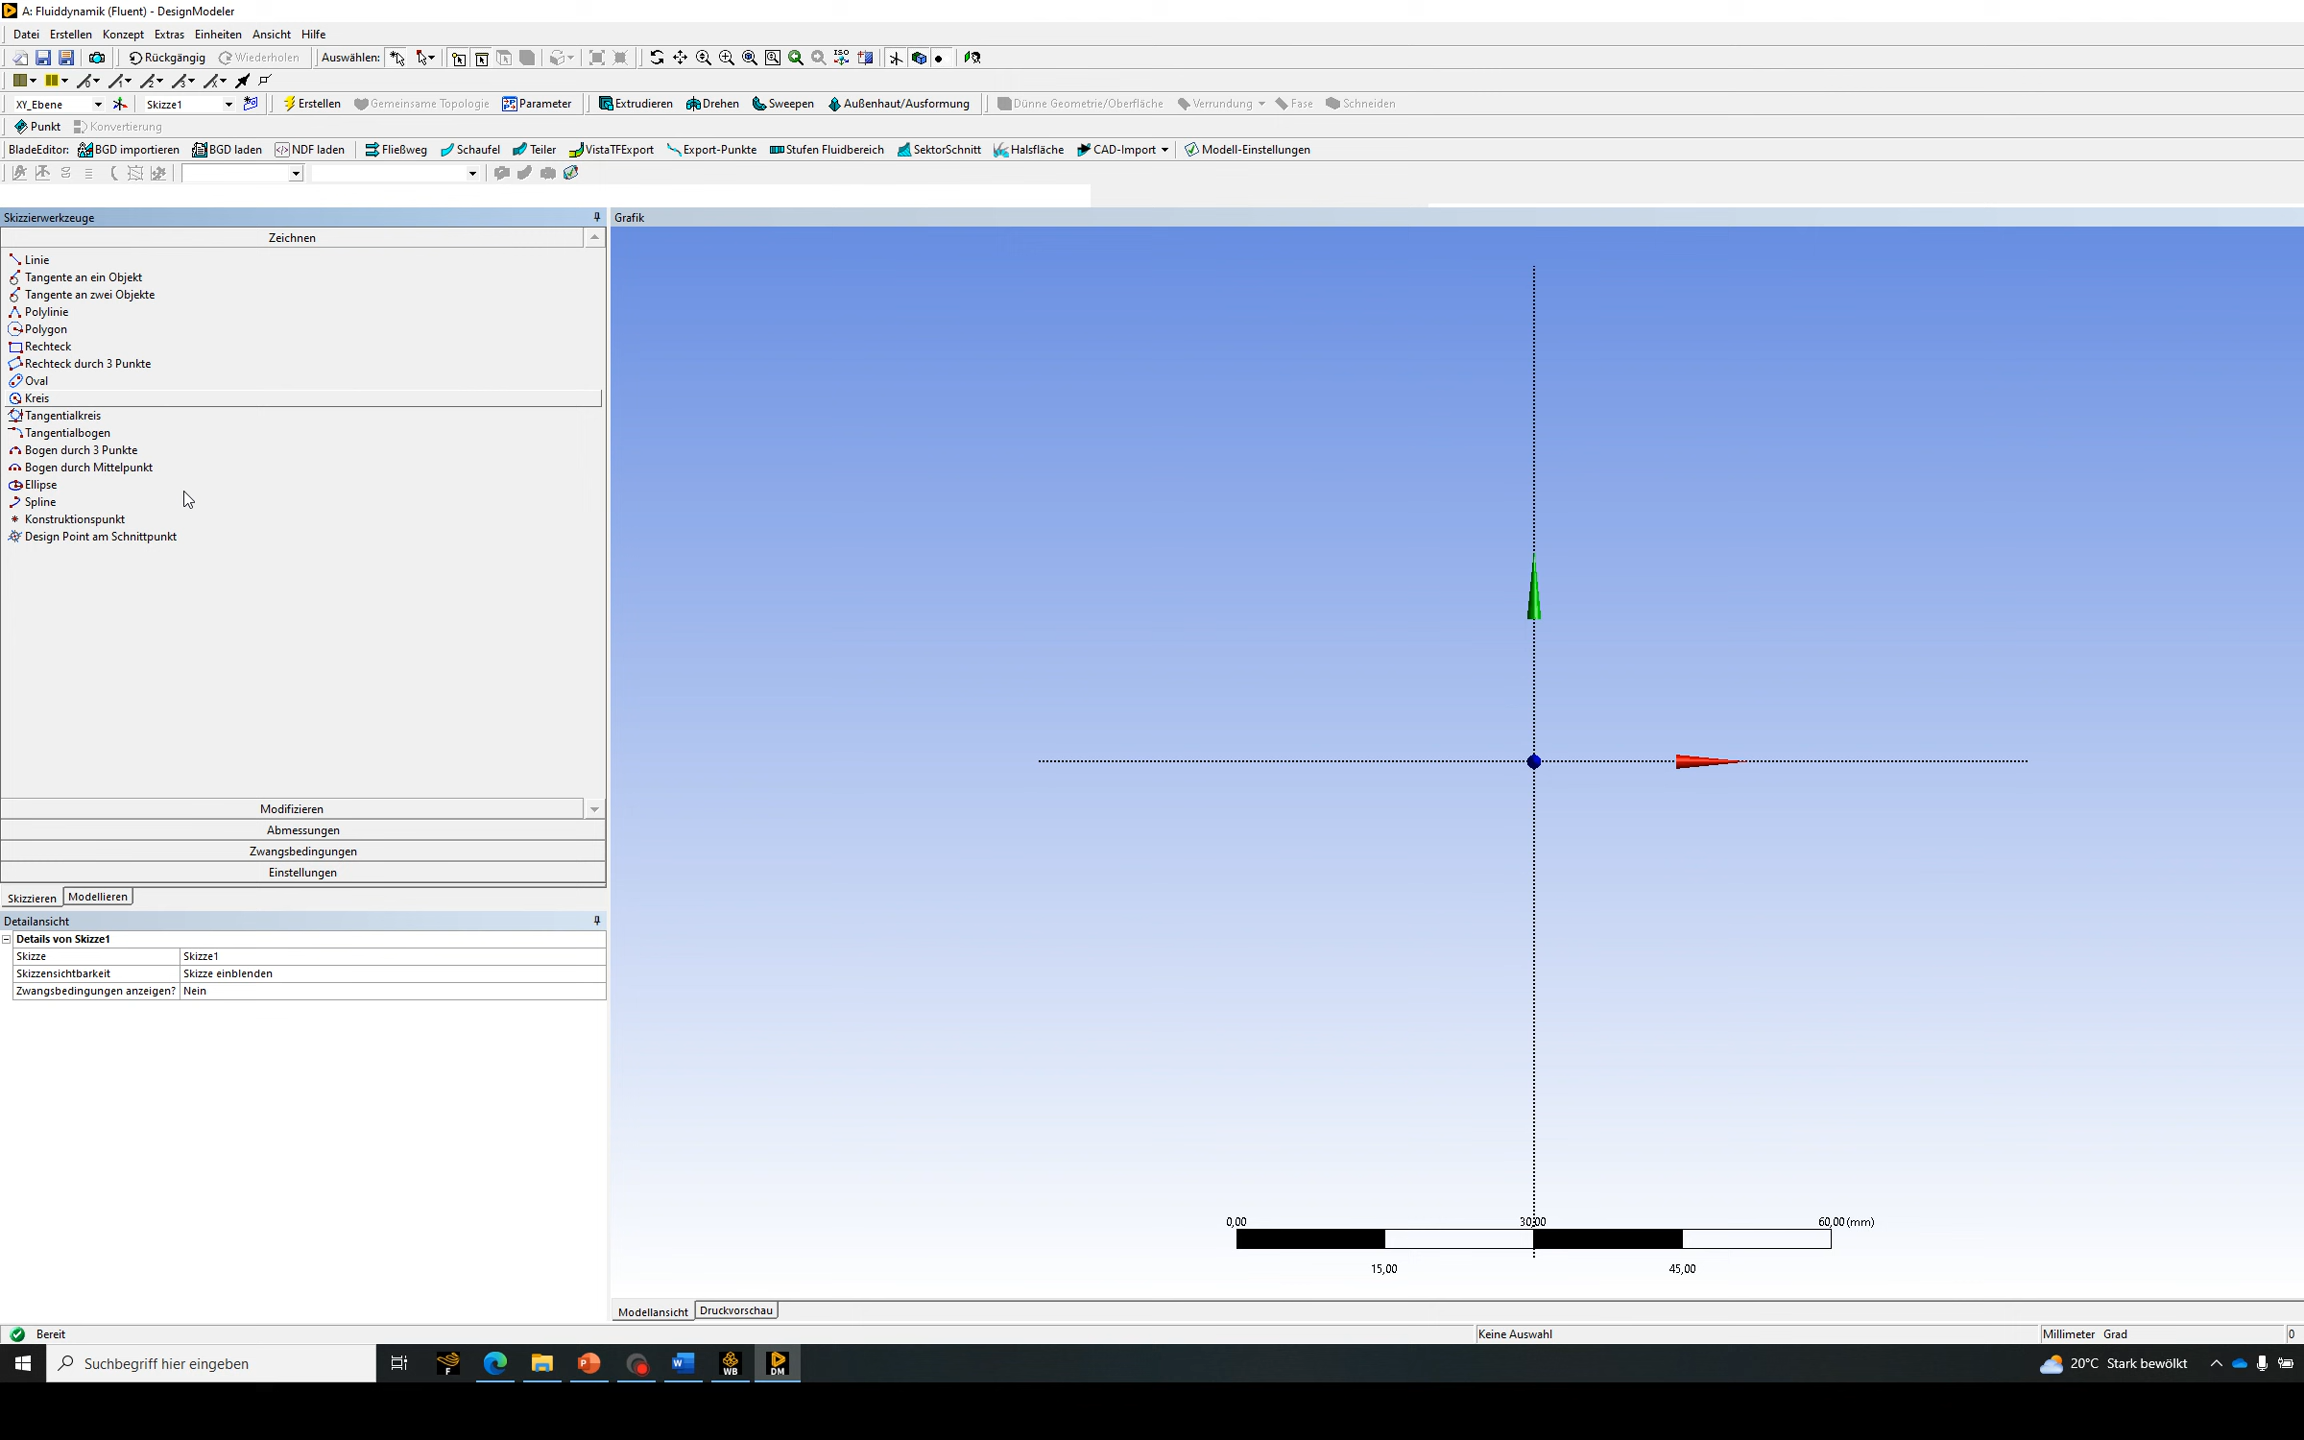 A: Fluiddynamik (Fluent) - DesignModeler
Datei Erstellen Konzept Extras Einheiten Ansicht Hilfe
Rückgängig Wiederholen Auswählen: ISO
XY_Ebene Skizze1 Erstellen Gemeinsame Topologie Parameter Extrudieren Drehen Sweepen Außenhaut/Ausformung Dünne Geometrie/Oberfläche Verrundung Fase Schneiden
Punkt Konvertierung
BladeEditor: BGD importieren BGD laden NDF laden Fließweg Schaufel Teiler VistaTFExport Export-Punkte Stufen Fluidbereich SektorSchnitt Halsfläche CAD-Import Modell-Einstellungen
Skizzierwerkzeuge
Grafik
Zeichnen
Linie
Tangente an ein Objekt
Tangente an zwei Objekte
Polylinie
Polygon
Rechteck
Rechteck durch 3 Punkte
Oval
Kreis
Tangentialkreis
Tangentialbogen
Bogen durch 3 Punkte
Bogen durch Mittelpunkt
Ellipse
Spline
Konstruktionspunkt
Design Point am Schnittpunkt
Modifizieren
Abmessungen
Zwangsbedingungen
Einstellungen
Skizzieren Modellieren
Detailansicht
Details von Skizze1
Skizze Skizze1
Skizzensichtbarkeit Skizze einblenden
Zwangsbedingungen anzeigen? Nein
0,00 30,00 60,00 (mm)
15,00 45,00
Modellansicht Druckvorschau
Bereit Keine Auswahl Millimeter Grad 0
Suchbegriff hier eingeben F WB DM 20°C Stark bewölkt